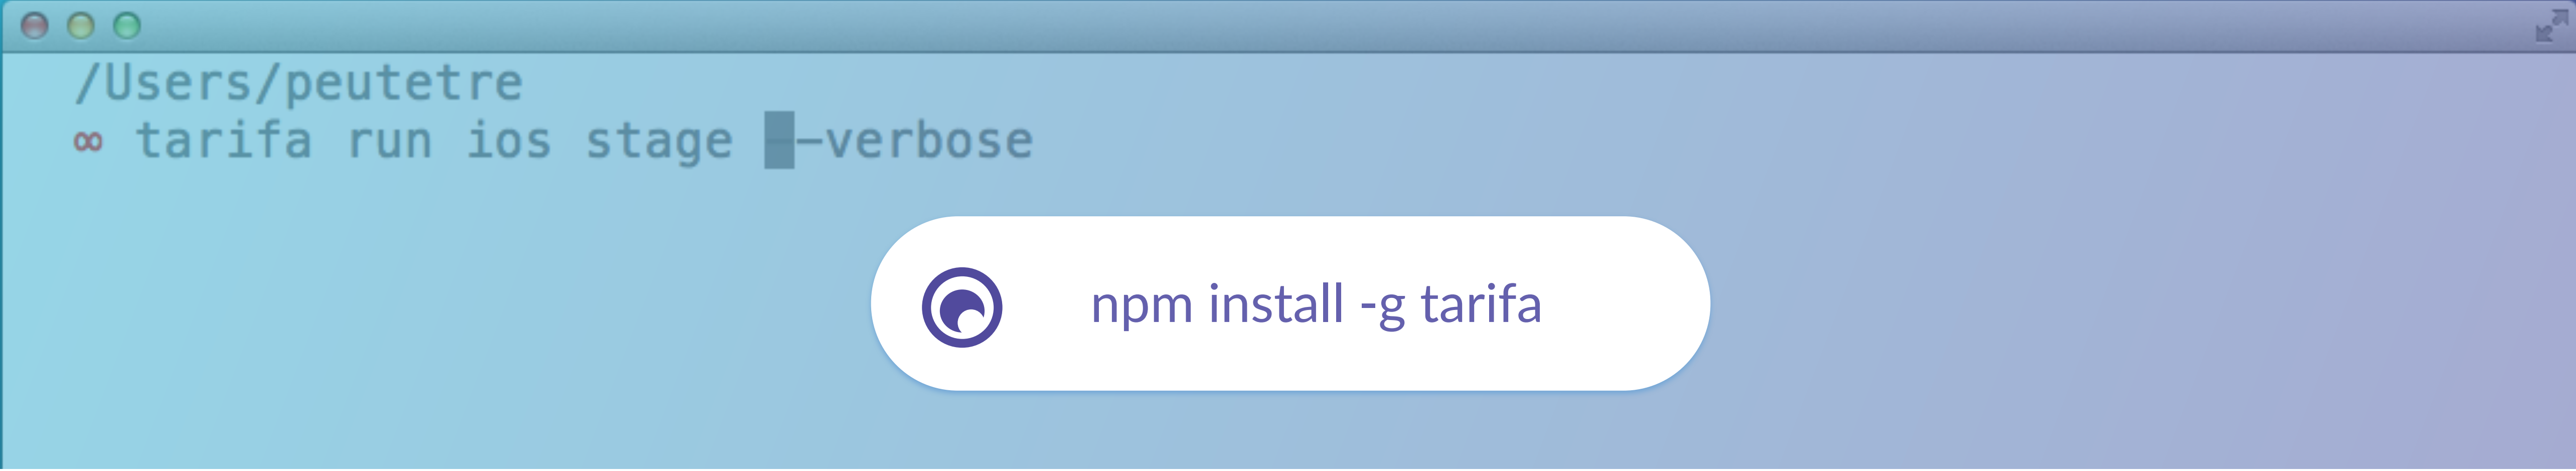 /Users/peutetre
∞ tarifa run ios stage --verbose
npm install -g tarifa